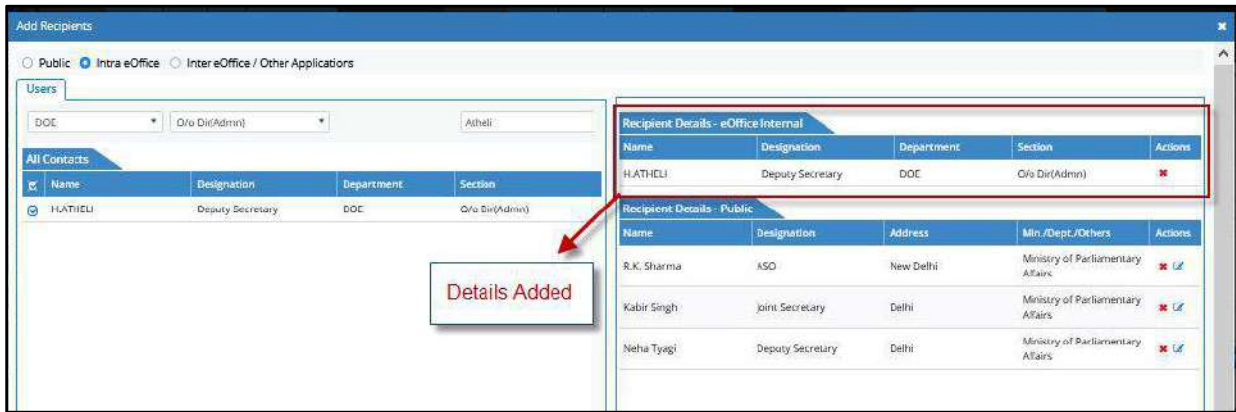 Add Recipients
Public Intra eOffice Inter eOffice / Other Applications
Users
DOE O/o Dir(Admn) Atheli
All Contacts
Name Designation Department Section
H.ATHELI Deputy Secretary DOE O/o Dir(Admn)
Recipient Details - eOffice Internal
Name Designation Department Section Actions
H.ATHELI Deputy Secretary DOE O/o Dir(Admn)
Recipient Details - Public
Name Designation Address Min./Dept./Others Actions
R.K. Sharma ASO New Delhi Ministry of Parliamentary
Affairs
Kabir Singh Joint Secretary Delhi Ministry of Parliamentary
Affairs
Neha Tyagi Deputy Secretary Delhi Ministry of Parliamentary
Affairs
Details Added